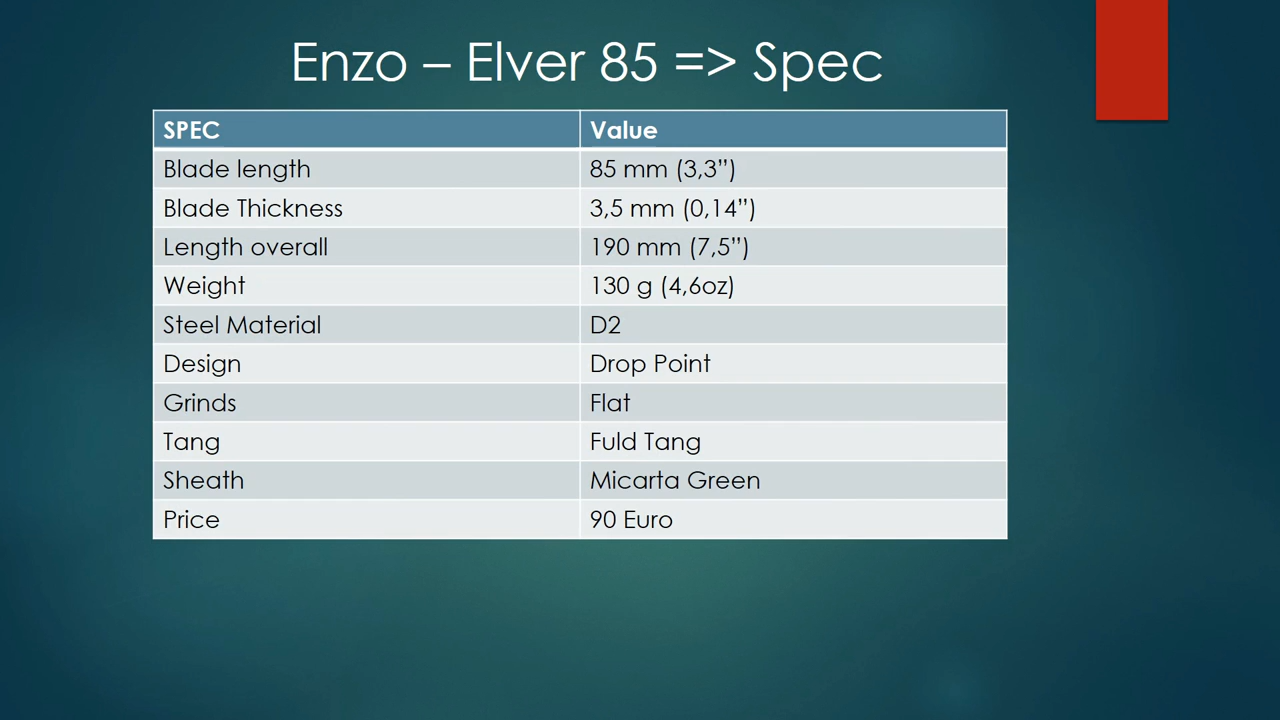 Enzo – Elver 85 => Spec
SPEC Value
Blade length 85 mm (3,3”)
Blade Thickness 3,5 mm (0,14”)
Length overall 190 mm (7,5”)
Weight 130 g (4,6oz)
Steel Material D2
Design Drop Point
Grinds Flat
Tang Fuld Tang
Sheath Micarta Green
Price 90 Euro